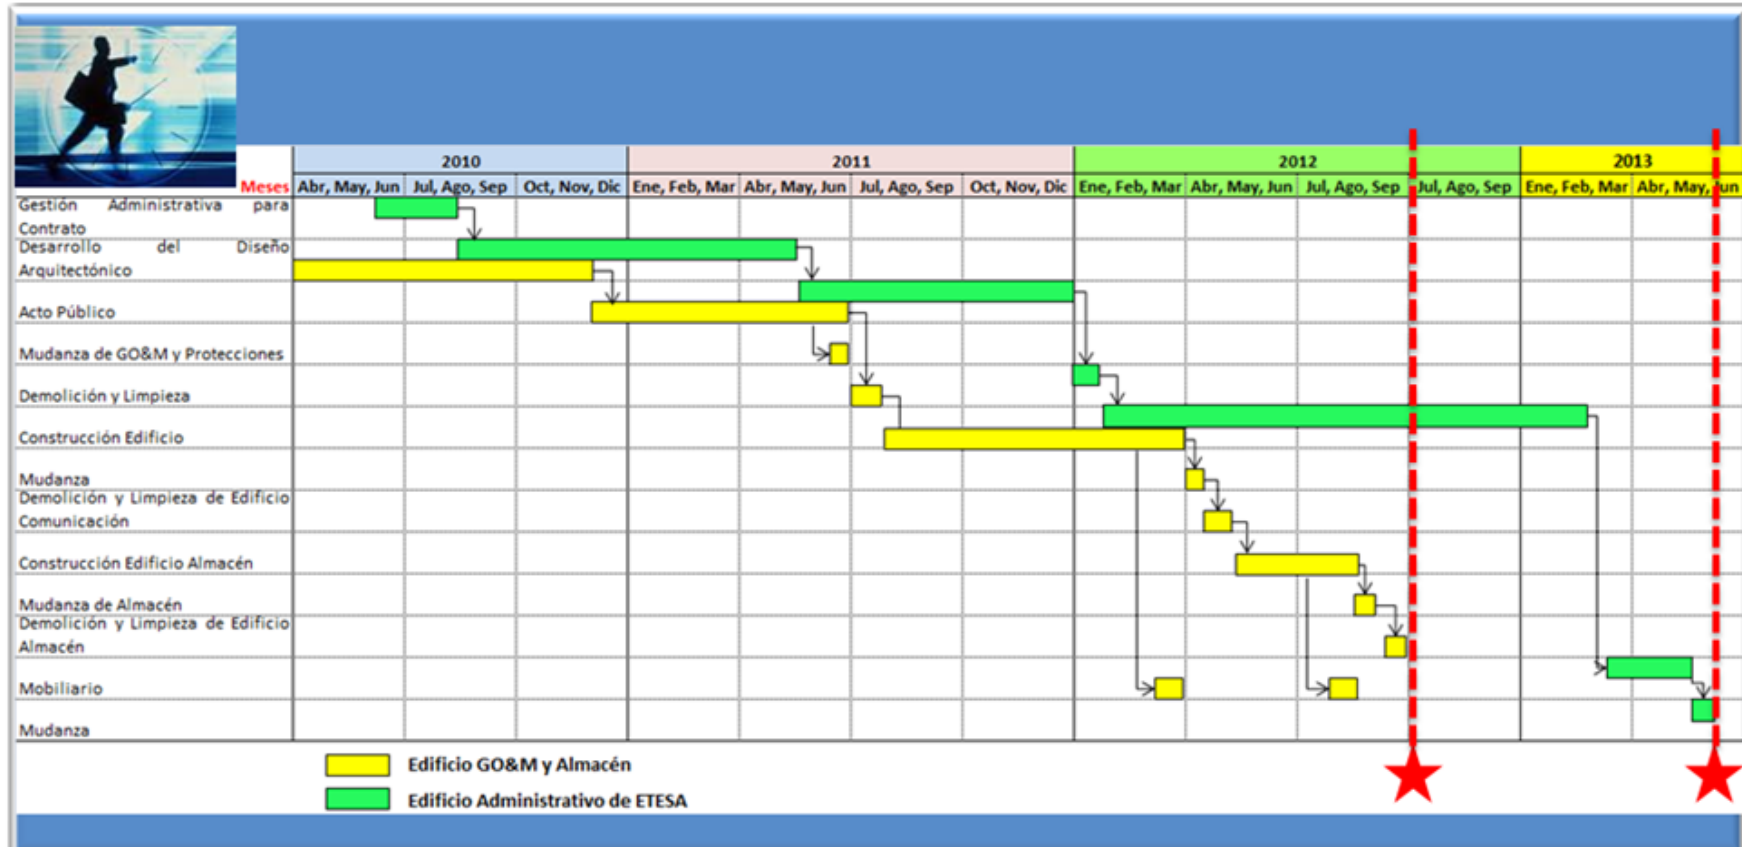 2010 2011 2012 2013
Meses Abr, May, Jun Jul, Ago, Sep Oct, Nov, Dic Ene, Feb, Mar Abr, May, Jun Jul, Ago, Sep Oct, Nov, Dic Ene, Feb, Mar Abr, May, Jun Jul, Ago, Sep Jul, Ago, Sep Ene, Feb, Mar Abr, May, Jun
Gestión Administrativa para
Contrato
Desarrollo del Diseño
Arquitectónico
Acto Público
Mudanza de GO&M y Protecciones
Demolición y Limpieza
Construcción Edificio
Mudanza
Demolición y Limpieza de Edificio
Comunicación
Construcción Edificio Almacén
Mudanza de Almacén
Demolición y Limpieza de Edificio
Almacén
Mobiliario
Mudanza
Edificio GO&M y Almacén
Edificio Administrativo de ETESA